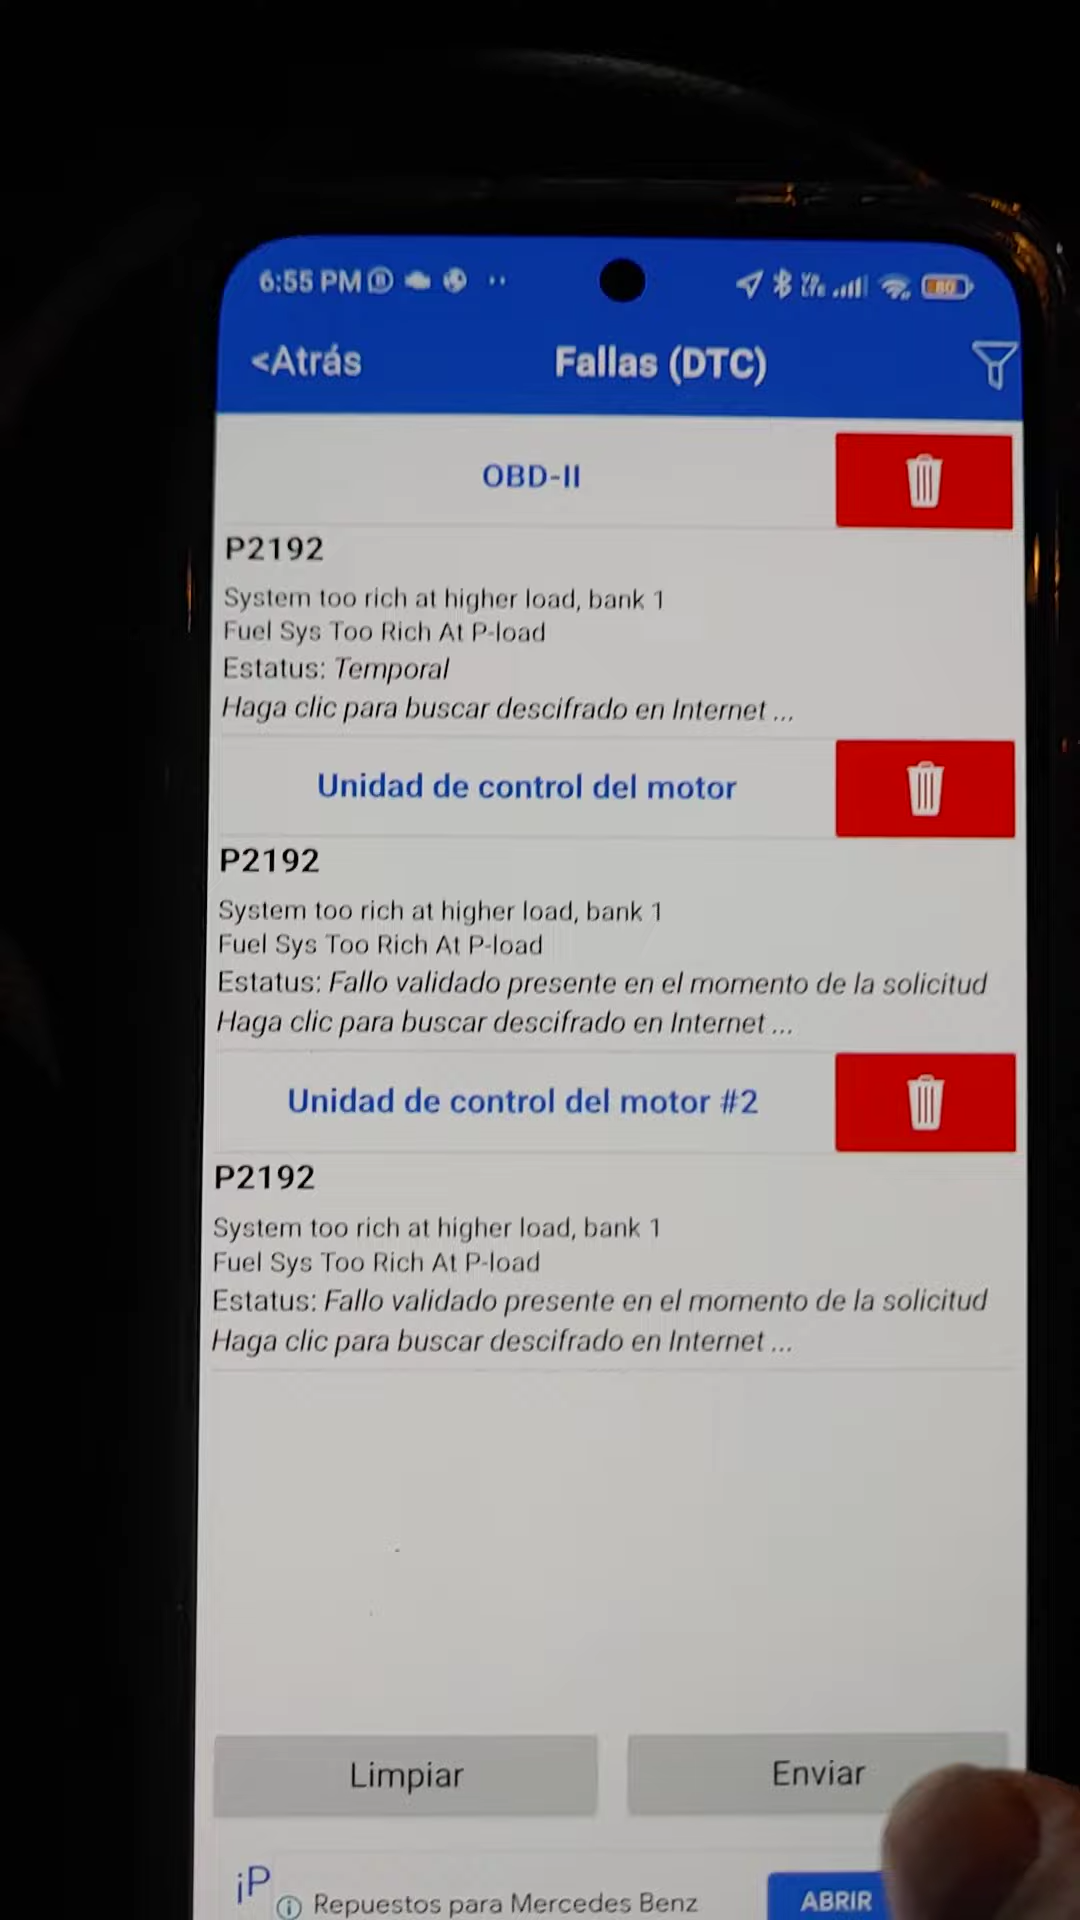 6:55 PM
<Atrás
Fallas (DTC)
OBD-II
P2192
System too rich at higher load, bank 1
Fuel Sys Too Rich At P-load
Estatus: Temporal
Haga clic para buscar descifrado en Internet ...
Unidad de control del motor
P2192
System too rich at higher load, bank 1
Fuel Sys Too Rich At P-load
Estatus: Fallo validado presente en el momento de la solicitud
Haga clic para buscar descifrado en Internet ...
Unidad de control del motor #2
P2192
System too rich at higher load, bank 1
Fuel Sys Too Rich At P-load
Estatus: Fallo validado presente en el momento de la solicitud
Haga clic para buscar descifrado en Internet ...
Limpiar
Enviar
¡P
Repuestos para Mercedes Benz
ABRIR